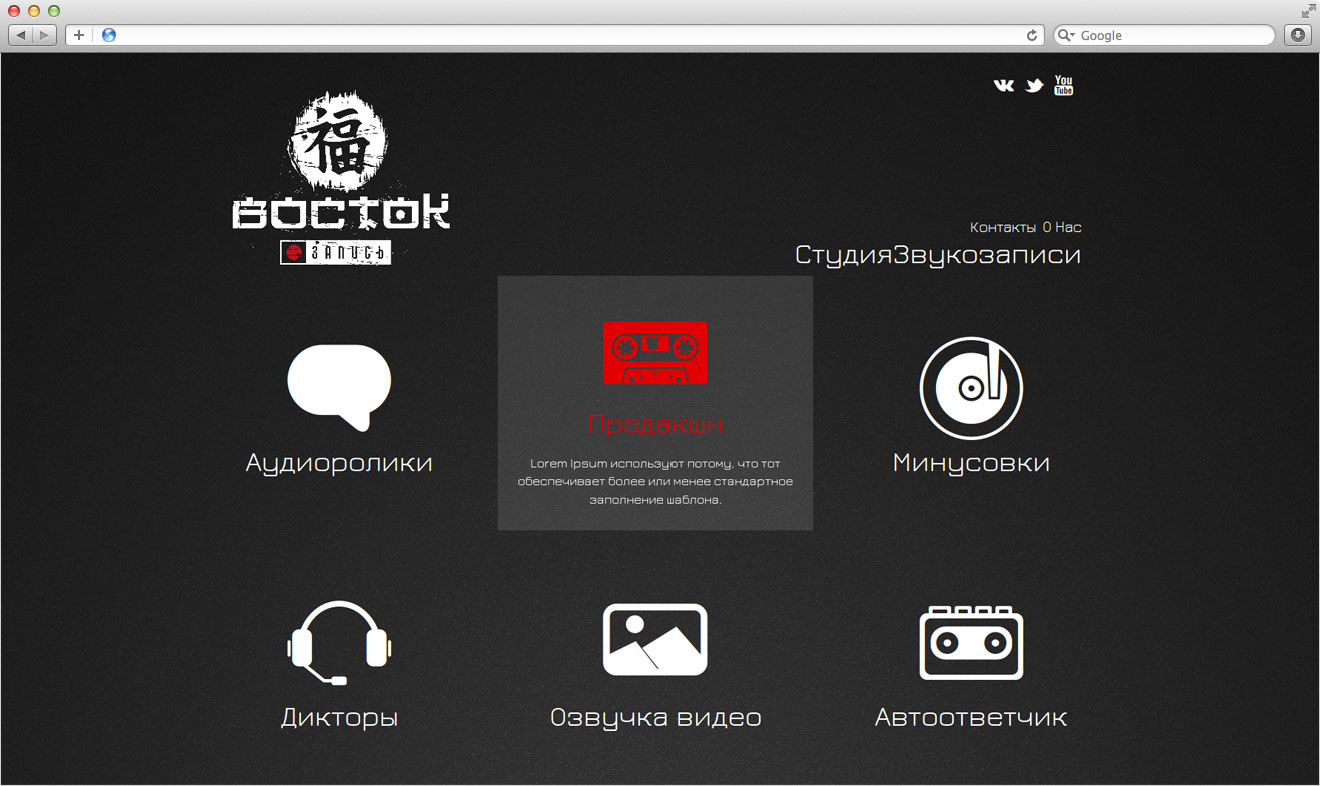 Google
You
Tube
福
ВОСТОК
ЗАПИСЬ
Контакты О Нас
СтудияЗвукозаписи
Аудиоролики
Продакшн
Lorem Ipsum используют потому, что тот
обеспечивает более или менее стандартное
заполнение шаблона.
Минусовки
Дикторы
Озвучка видео
Автоответчик